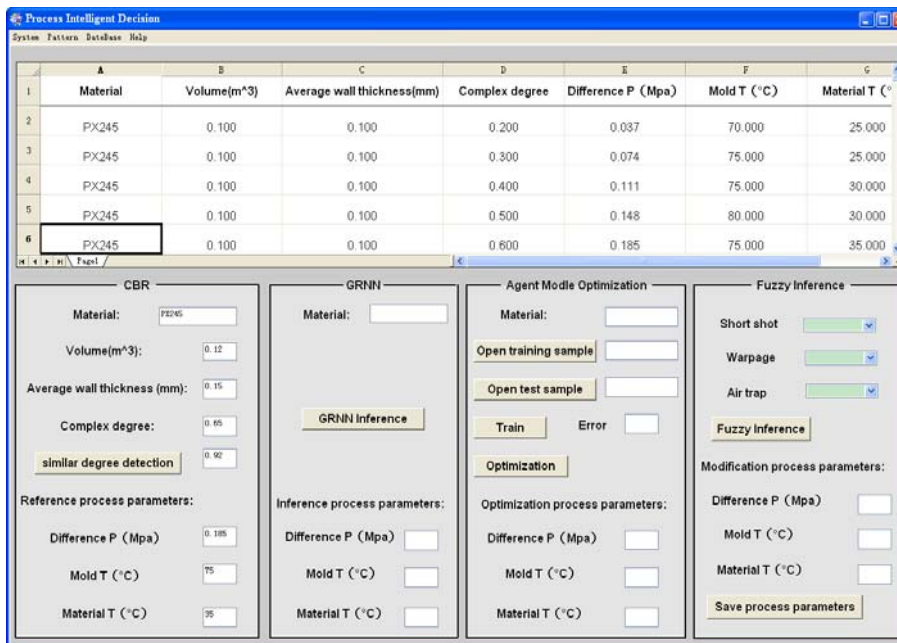 Process Intelligent Decision
System Pattern DateBase Help
A B C D E F G
1 Material Volume(m^3) Average wall thickness(mm) Complex degree Difference P (Mpa) Mold T (°C) Material T (°
2 PX245 0.100 0.100 0.200 0.037 70.000 25.000
3 PX245 0.100 0.100 0.300 0.074 75.000 25.000
4 PX245 0.100 0.100 0.400 0.111 75.000 30.000
5 PX245 0.100 0.100 0.500 0.148 80.000 30.000
6 PX245 0.100 0.100 0.600 0.185 75.000 35.000
Page1
CBR
Material: PX245
Volume(m^3): 0.12
Average wall thickness (mm): 0.15
Complex degree: 0.65
similar degree detection 0.92
Reference process parameters:
Difference P (Mpa) 0.185
Mold T (°C) 75
Material T (°C) 35
GRNN
Material:
GRNN Inference
Inference process parameters:
Difference P (Mpa)
Mold T (°C)
Material T (°C)
Agent Modle Optimization
Material:
Open training sample
Open test sample
Train Error
Optimization
Optimization process parameters:
Difference P (Mpa)
Mold T (°C)
Material T (°C)
Fuzzy Inference
Short shot
Warpage
Air trap
Fuzzy Inference
Modification process parameters:
Difference P (Mpa)
Mold T (°C)
Material T (°C)
Save process parameters